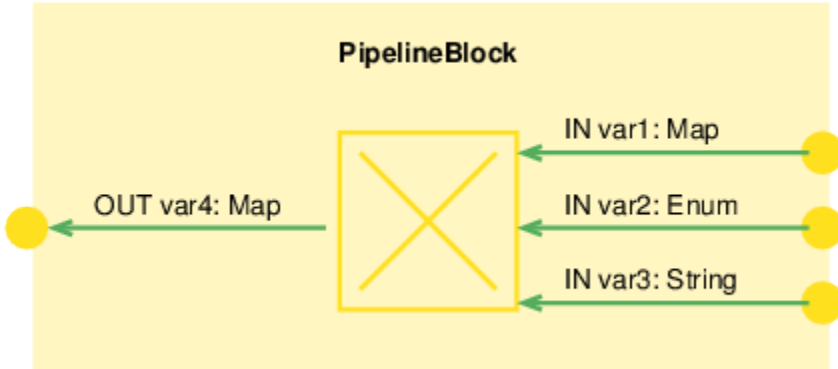 PipelineBlock
IN var1: Map
OUT var4: Map
IN var2: Enum
IN var3: String